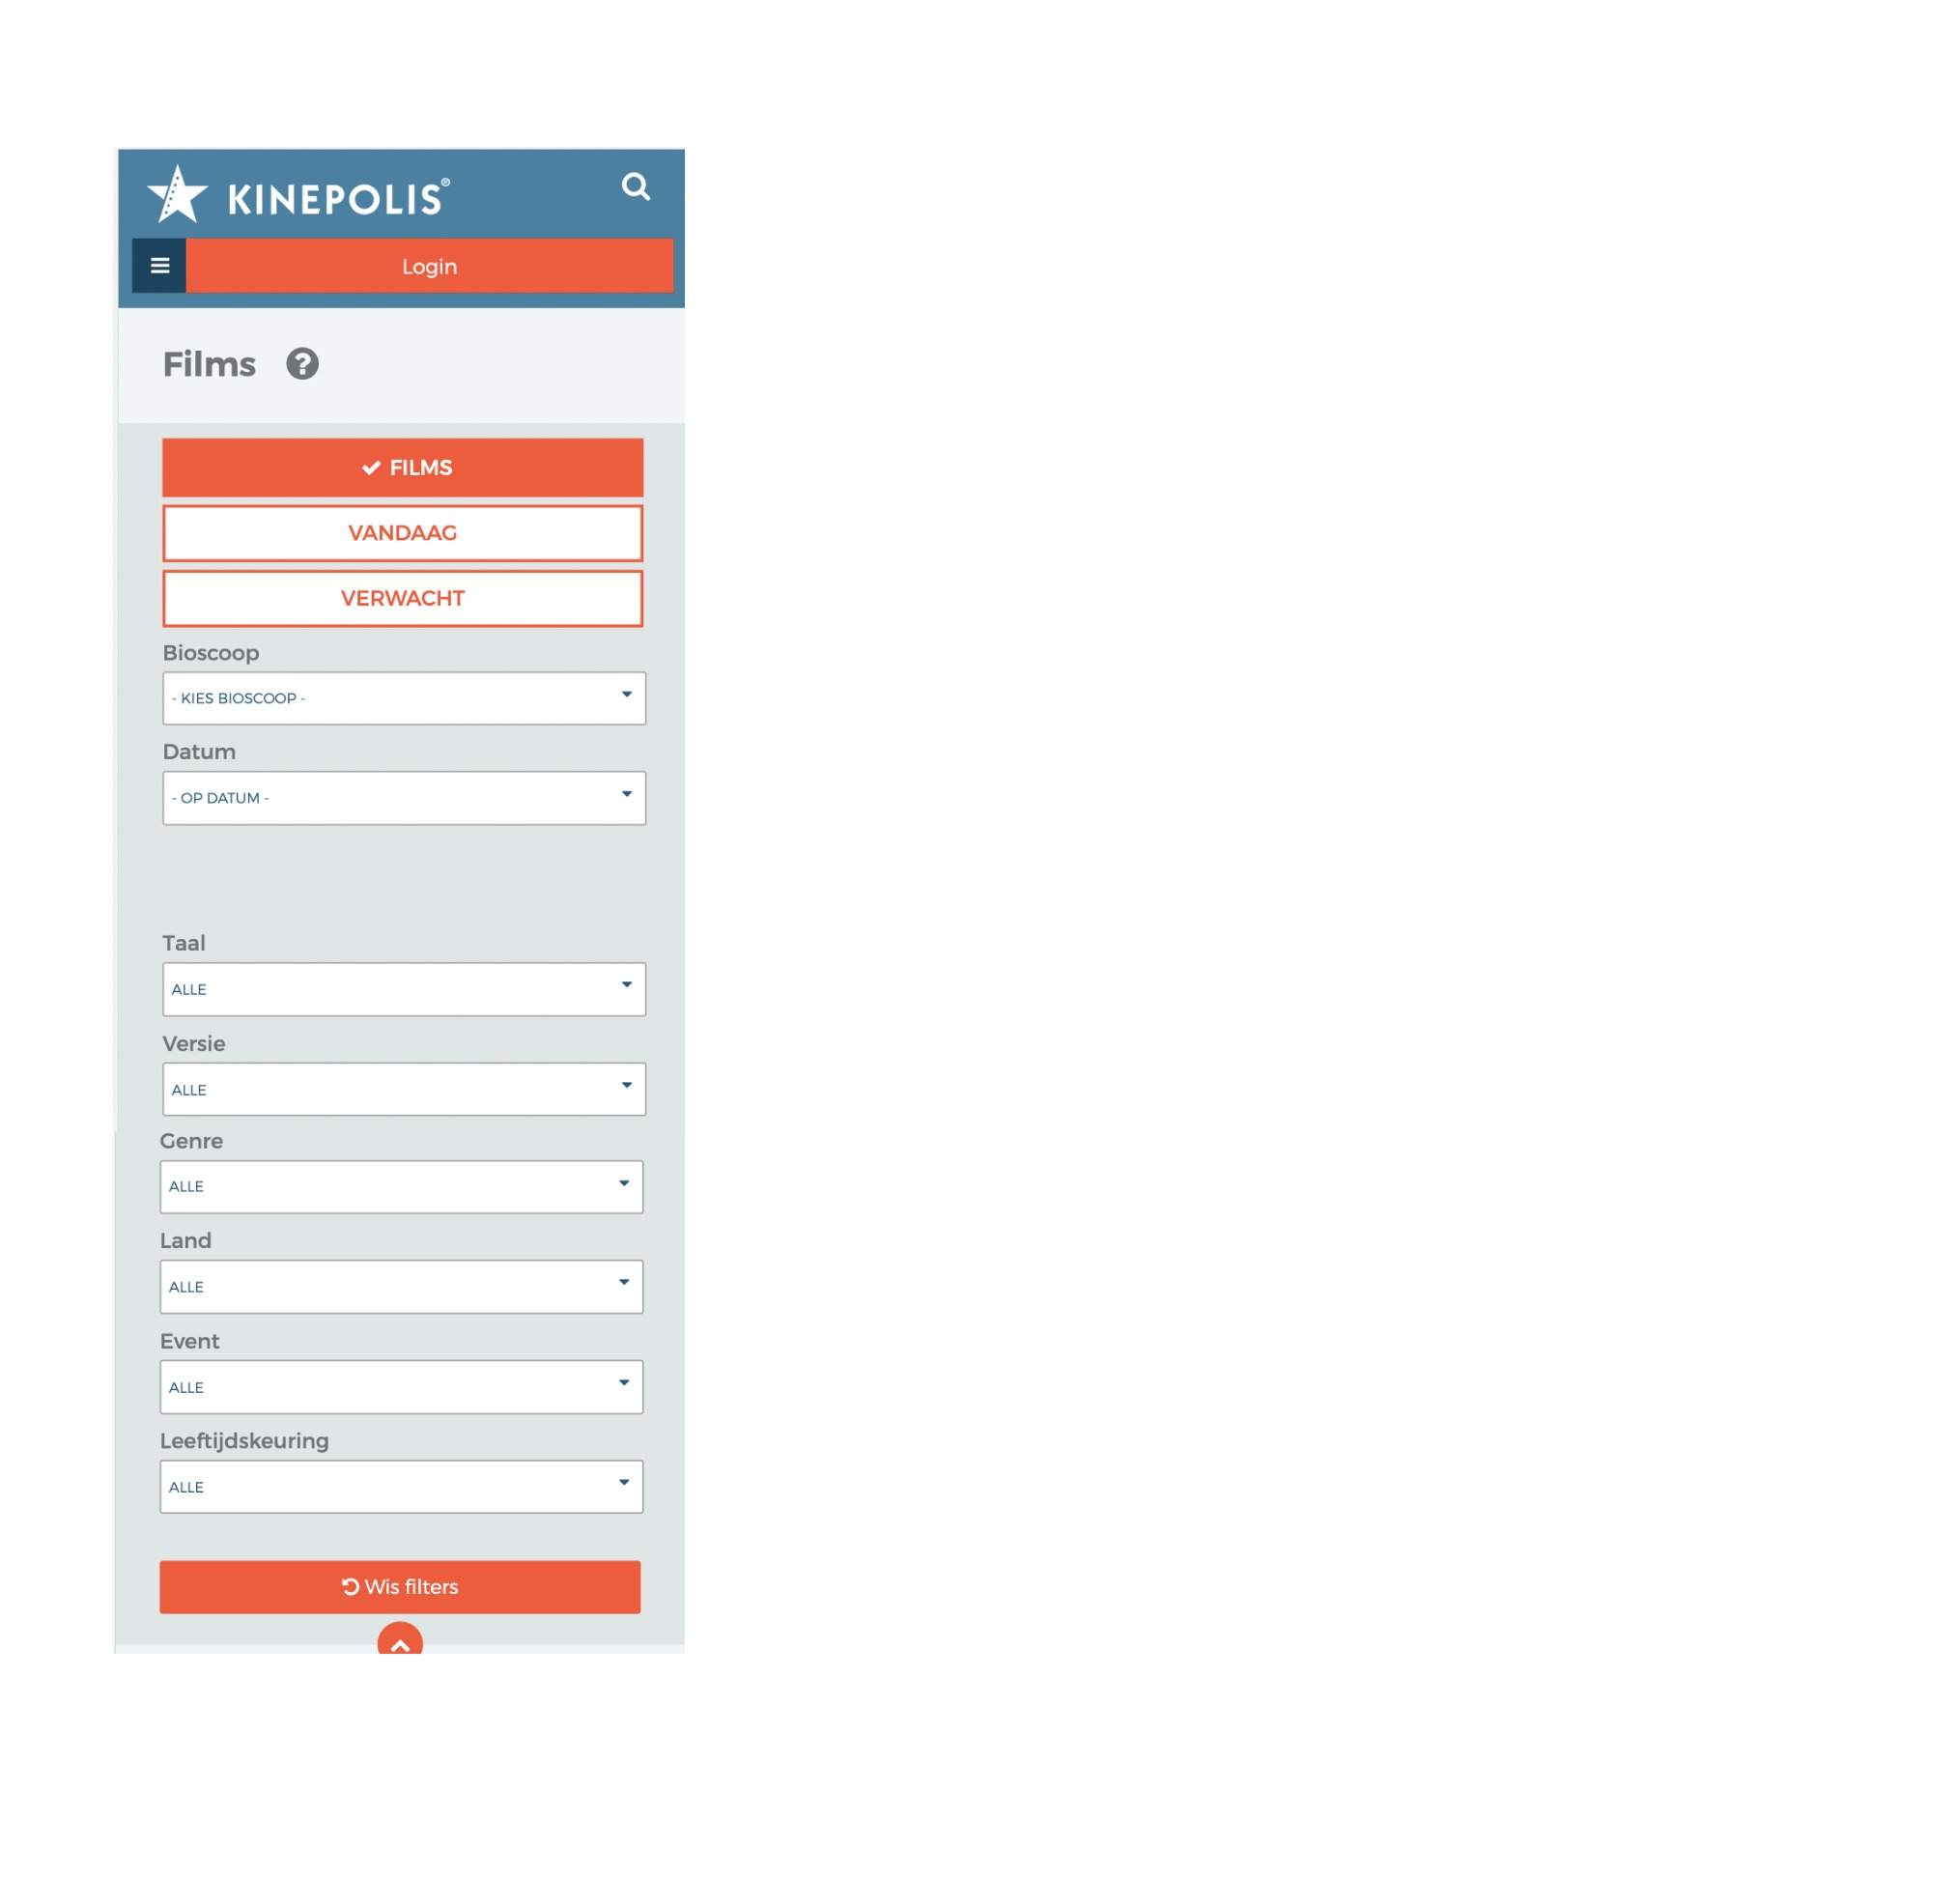 KINEPOLIS®
Login
Films
FILMS
VANDAAG
VERWACHT
Bioscoop
- KIES BIOSCOOP -
Datum
- OP DATUM -
Taal
ALLE
Versie
ALLE
Genre
ALLE
Land
ALLE
Event
ALLE
Leeftijdskeuring
ALLE
Wis filters